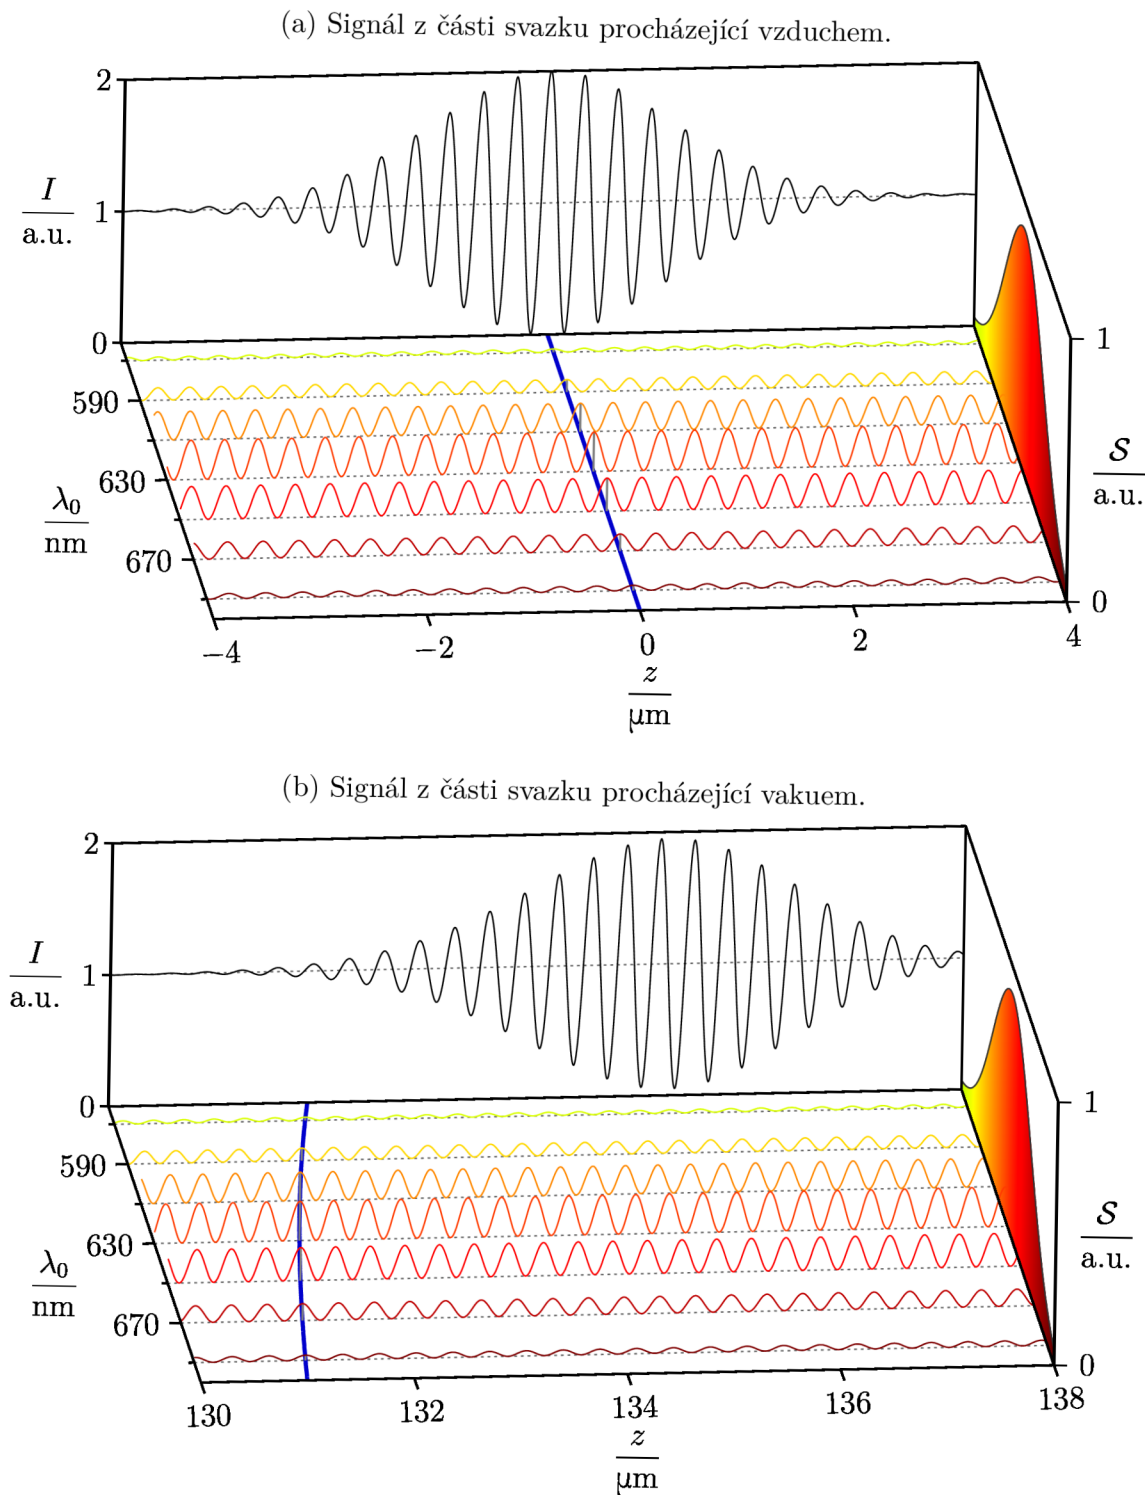 (a) Signál z části svazku procházející vzduchem.
2
I
a.u.
1
0
590
630
λ₀
nm
670
1
S
a.u.
0
−4
−2
0
2
4
z
µm
(b) Signál z části svazku procházející vakuem.
2
I
a.u.
1
0
590
630
λ₀
nm
670
1
S
a.u.
0
130
132
134
136
138
z
µm